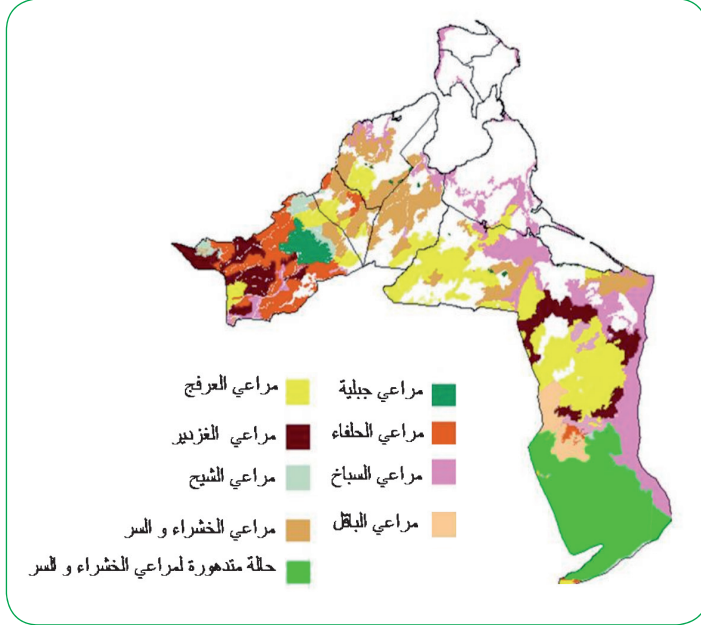 مراعي جبلية
مراعي الحلفاء
مراعي السباخ
مراعي الباقل
مراعي العرفج
مراعي الغزدير
مراعي الشيح
مراعي الخشراء و السر
حالة متدهورة لمراعي الخشراء و السر